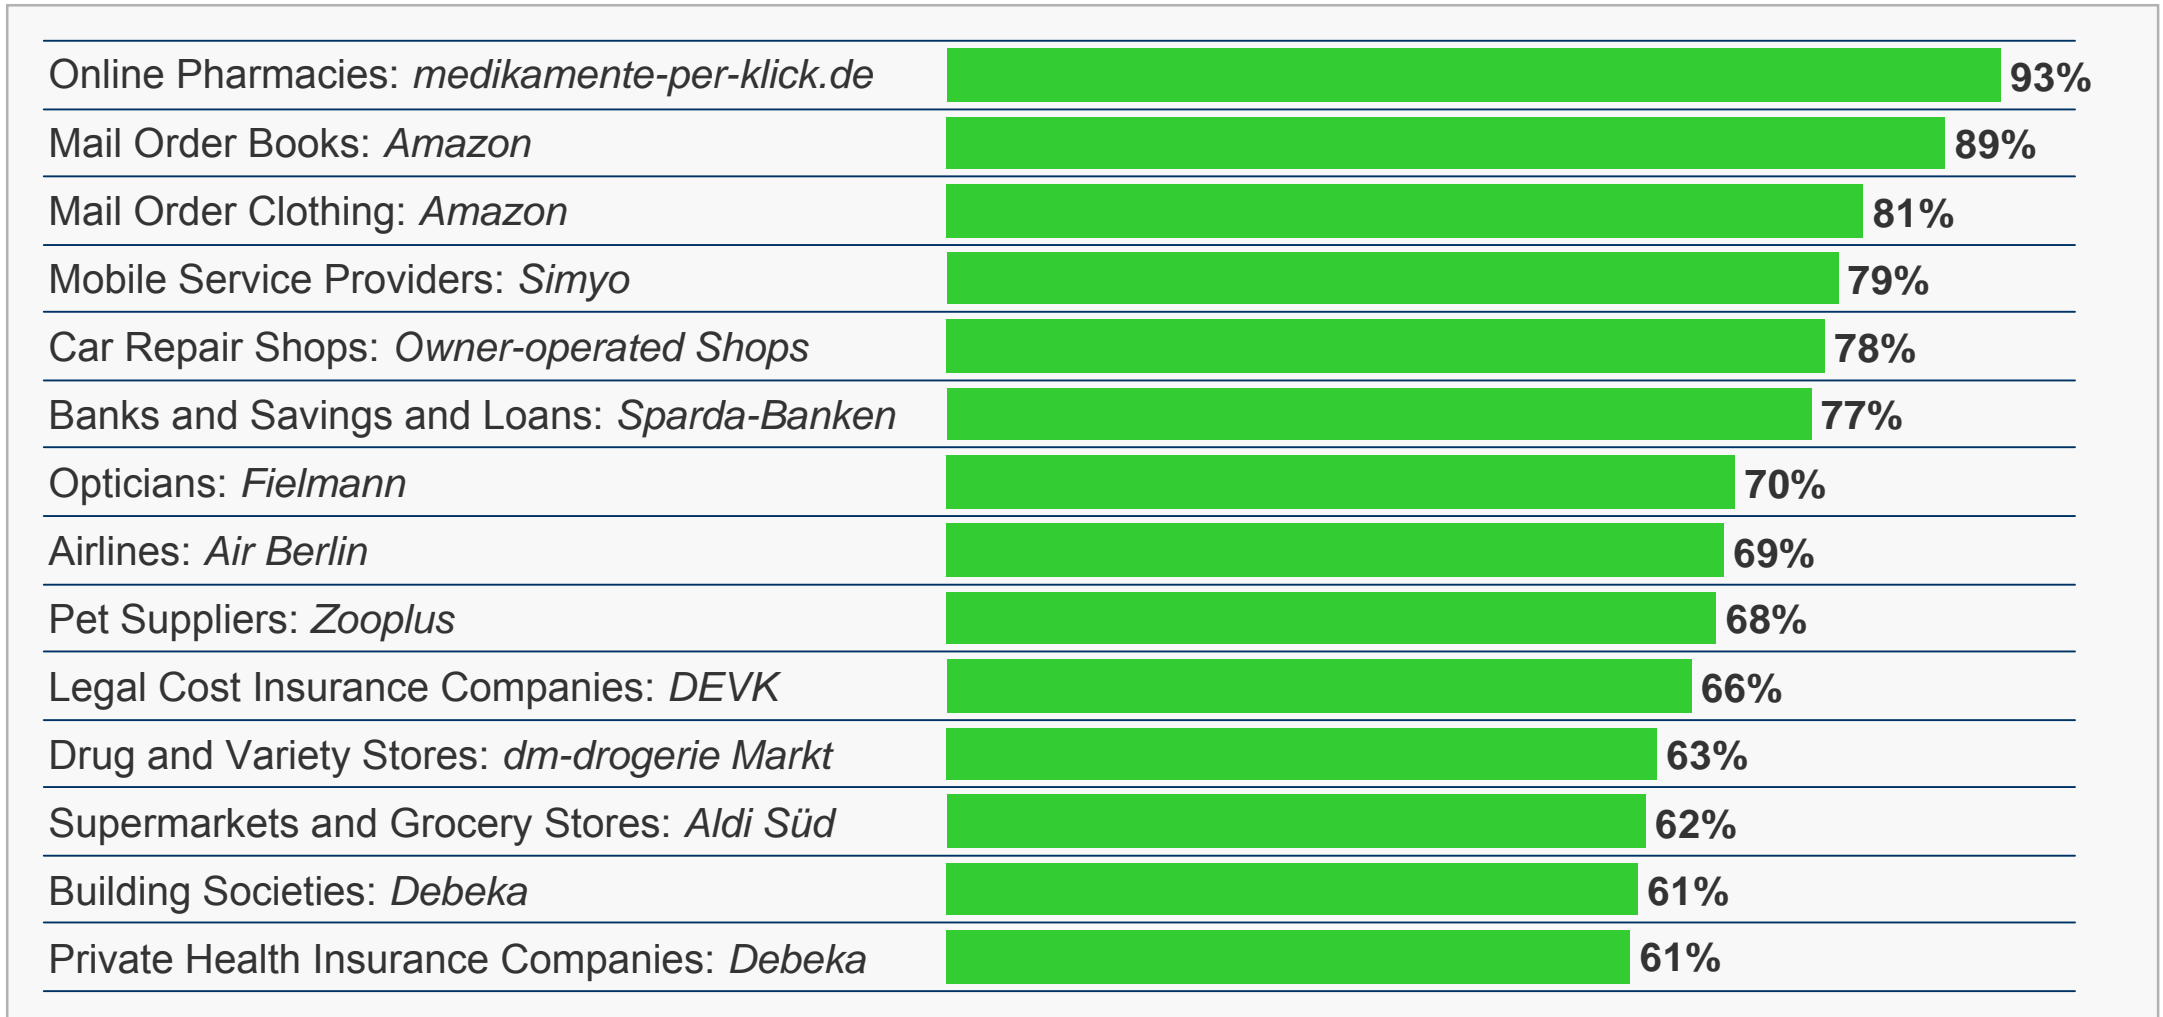 Online Pharmacies: medikamente-per-klick.de 93%
Mail Order Books: Amazon 89%
Mail Order Clothing: Amazon 81%
Mobile Service Providers: Simyo 79%
Car Repair Shops: Owner-operated Shops 78%
Banks and Savings and Loans: Sparda-Banken 77%
Opticians: Fielmann 70%
Airlines: Air Berlin 69%
Pet Suppliers: Zooplus 68%
Legal Cost Insurance Companies: DEVK 66%
Drug and Variety Stores: dm-drogerie Markt 63%
Supermarkets and Grocery Stores: Aldi Süd 62%
Building Societies: Debeka 61%
Private Health Insurance Companies: Debeka 61%